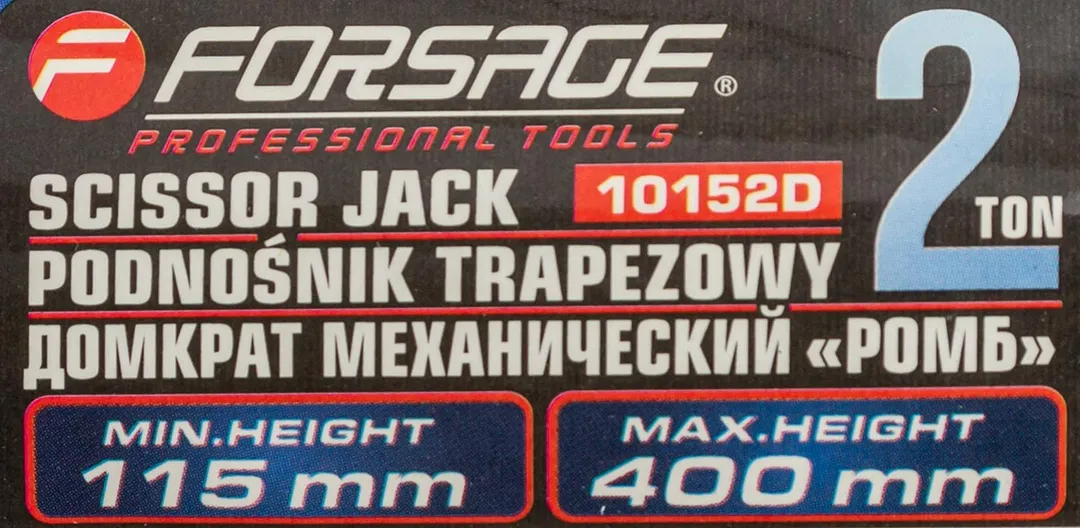 F FORSAGE®
PROFESSIONAL TOOLS
SCISSOR JACK 10152D
2 TON
PODNOŚNIK TRAPEZOWY
ДОМКРАТ МЕХАНИЧЕСКИЙ «РОМБ»
MIN.HEIGHT
115 mm
MAX.HEIGHT
400 mm